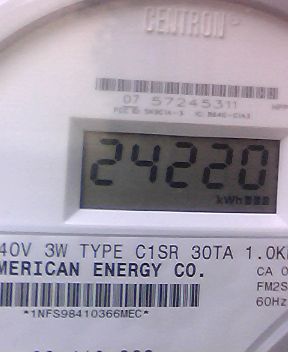 CENTRON
07 57245311
24220
kWh
40V 3W TYPE C1SR 30TA 1.0K
MERICAN ENERGY CO.
CA 0
FM2S
60Hz
*1NFS98410366MEC*